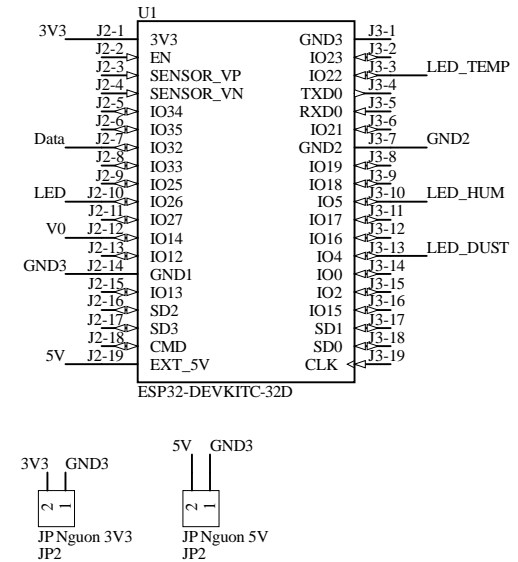 U1
3V3 J2-1 3V3 GND3 J3-1
J2-2 EN IO23 J3-2
J2-3 SENSOR_VP IO22 J3-3 LED_TEMP
J2-4 SENSOR_VN TXD0 J3-4
J2-5 IO34 RXD0 J3-5
J2-6 IO35 IO21 J3-6
Data J2-7 IO32 GND2 J3-7 GND2
J2-8 IO33 IO19 J3-8
J2-9 IO25 IO18 J3-9
LED J2-10 IO26 IO5 J3-10 LED_HUM
J2-11 IO27 IO17 J3-11
V0 J2-12 IO14 IO16 J3-12
J2-13 IO12 IO4 J3-13 LED_DUST
GND3 J2-14 GND1 IO0 J3-14
J2-15 IO13 IO2 J3-15
J2-16 SD2 IO15 J3-16
J2-17 SD3 SD1 J3-17
J2-18 CMD SD0 J3-18
5V J2-19 EXT_5V CLK J3-19
ESP32-DEVKITC-32D
3V3 GND3
2 1
JP Nguon 3V3
JP2
5V GND3
2 1
JP Nguon 5V
JP2